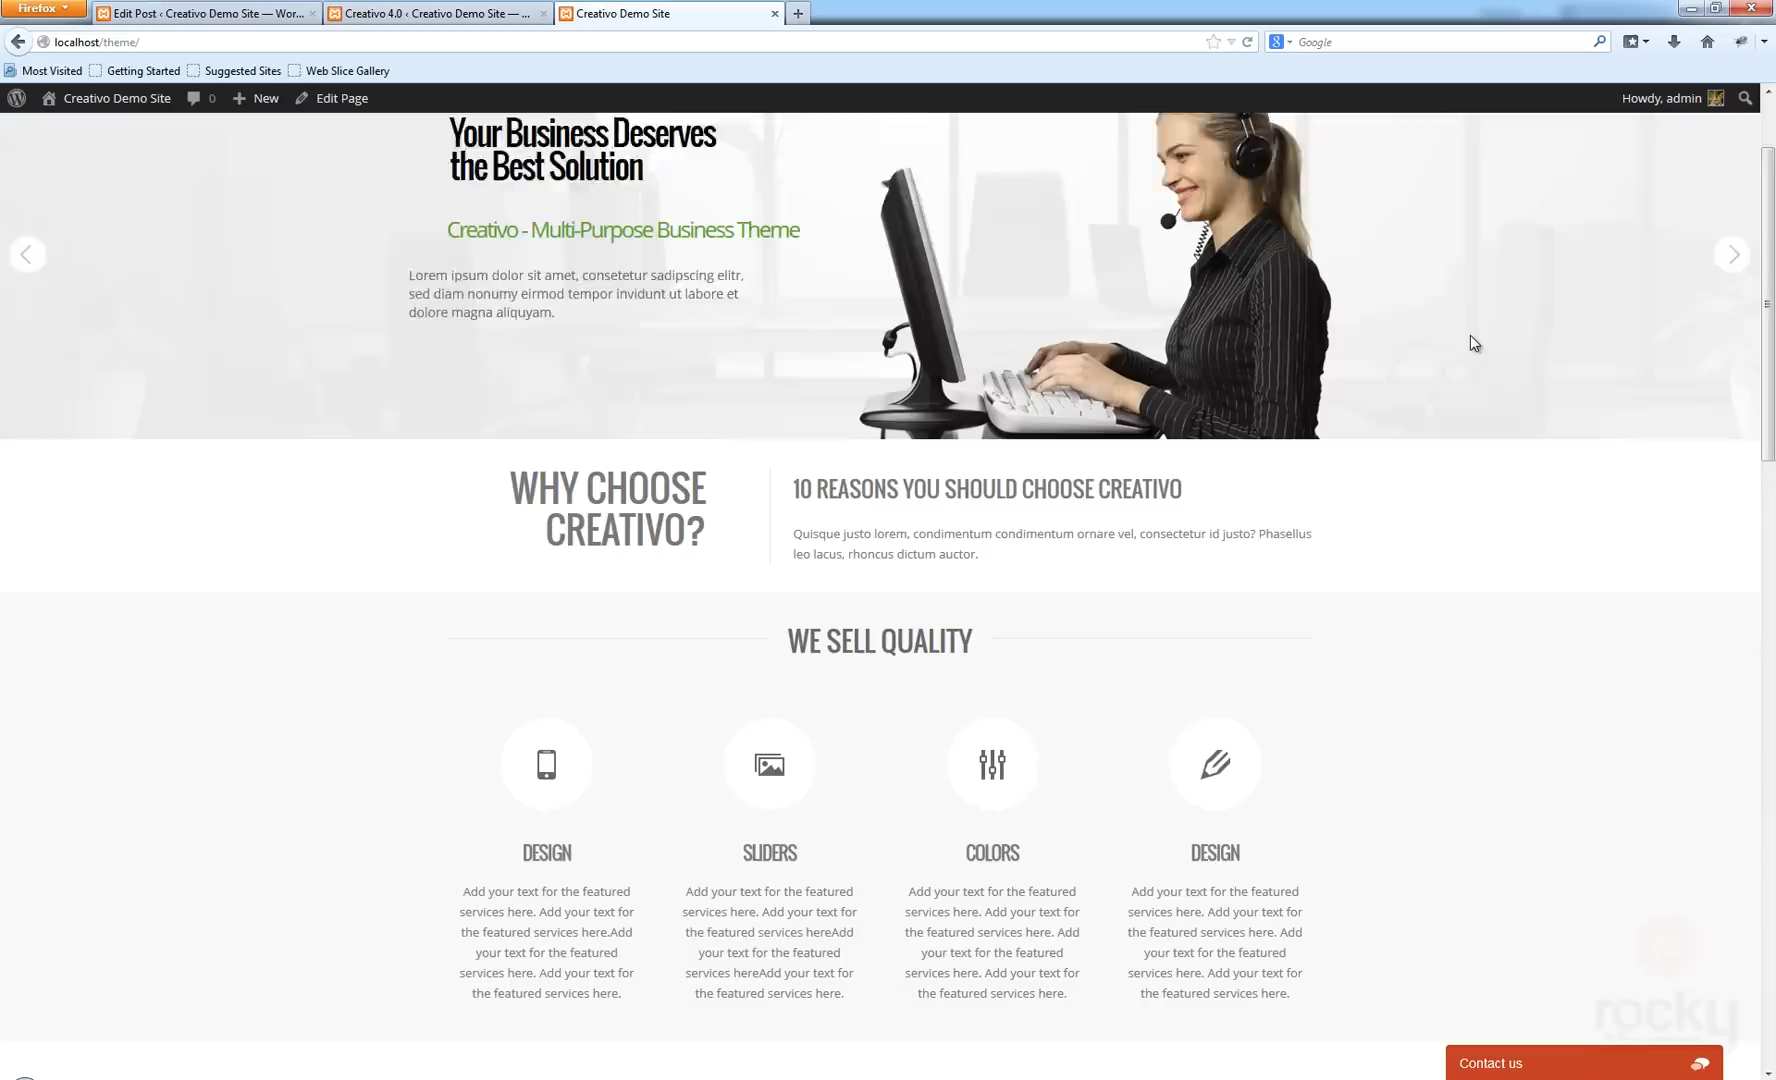 Firefox
Edit Post ‹ Creativo Demo Site — Wor...
Creativo 4.0 ‹ Creativo Demo Site — ...
Creativo Demo Site
localhost/theme/
Google
Most Visited
Getting Started
Suggested Sites
Web Slice Gallery
Creativo Demo Site
0
New
Edit Page
Howdy, admin
Your Business Deserves
the Best Solution
Creativo - Multi-Purpose Business Theme
Lorem ipsum dolor sit amet, consetetur sadipscing elitr,
sed diam nonumy eirmod tempor invidunt ut labore et
dolore magna aliquyam.
WHY CHOOSE
CREATIVO?
10 REASONS YOU SHOULD CHOOSE CREATIVO
Quisque justo lorem, condimentum condimentum ornare vel, consectetur id justo? Phasellus
leo lacus, rhoncus dictum auctor.
WE SELL QUALITY
DESIGN
Add your text for the featured
services here. Add your text for
the featured services here.Add
your text for the featured
services here. Add your text for
the featured services here.
SLIDERS
Add your text for the featured
services here. Add your text for
the featured services hereAdd
your text for the featured
services hereAdd your text for
the featured services here.
COLORS
Add your text for the featured
services here. Add your text for
the featured services here. Add
your text for the featured
services here. Add your text for
the featured services here.
DESIGN
Add your text for the featured
services here. Add your text for
the featured services here. Add
your text for the featured
services here. Add your text for
the featured services here.
rocky
Contact us